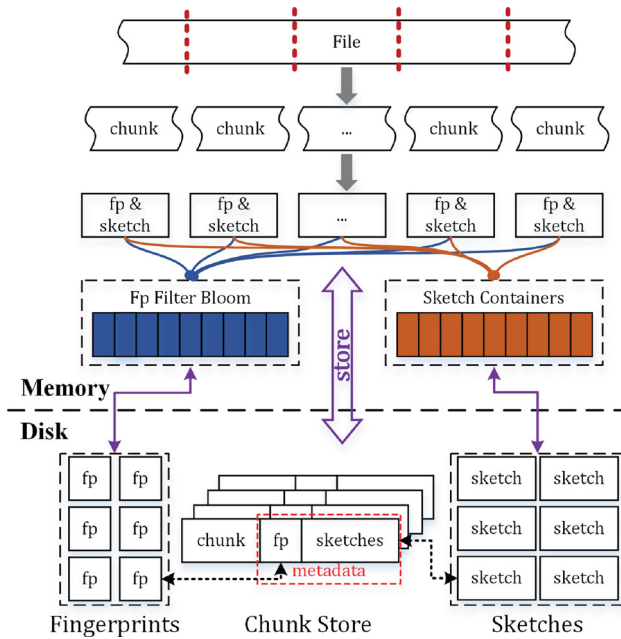 File
chunk
chunk
...
chunk
chunk
fp &
sketch
fp &
sketch
...
fp &
sketch
fp &
sketch
Fp Filter Bloom
Sketch Containers
store
Memory
Disk
fp
fp
sketch
sketch
fp
fp
sketch
sketch
chunk
fp
sketches
metadata
fp
fp
sketch
sketch
Fingerprints
Chunk Store
Sketches